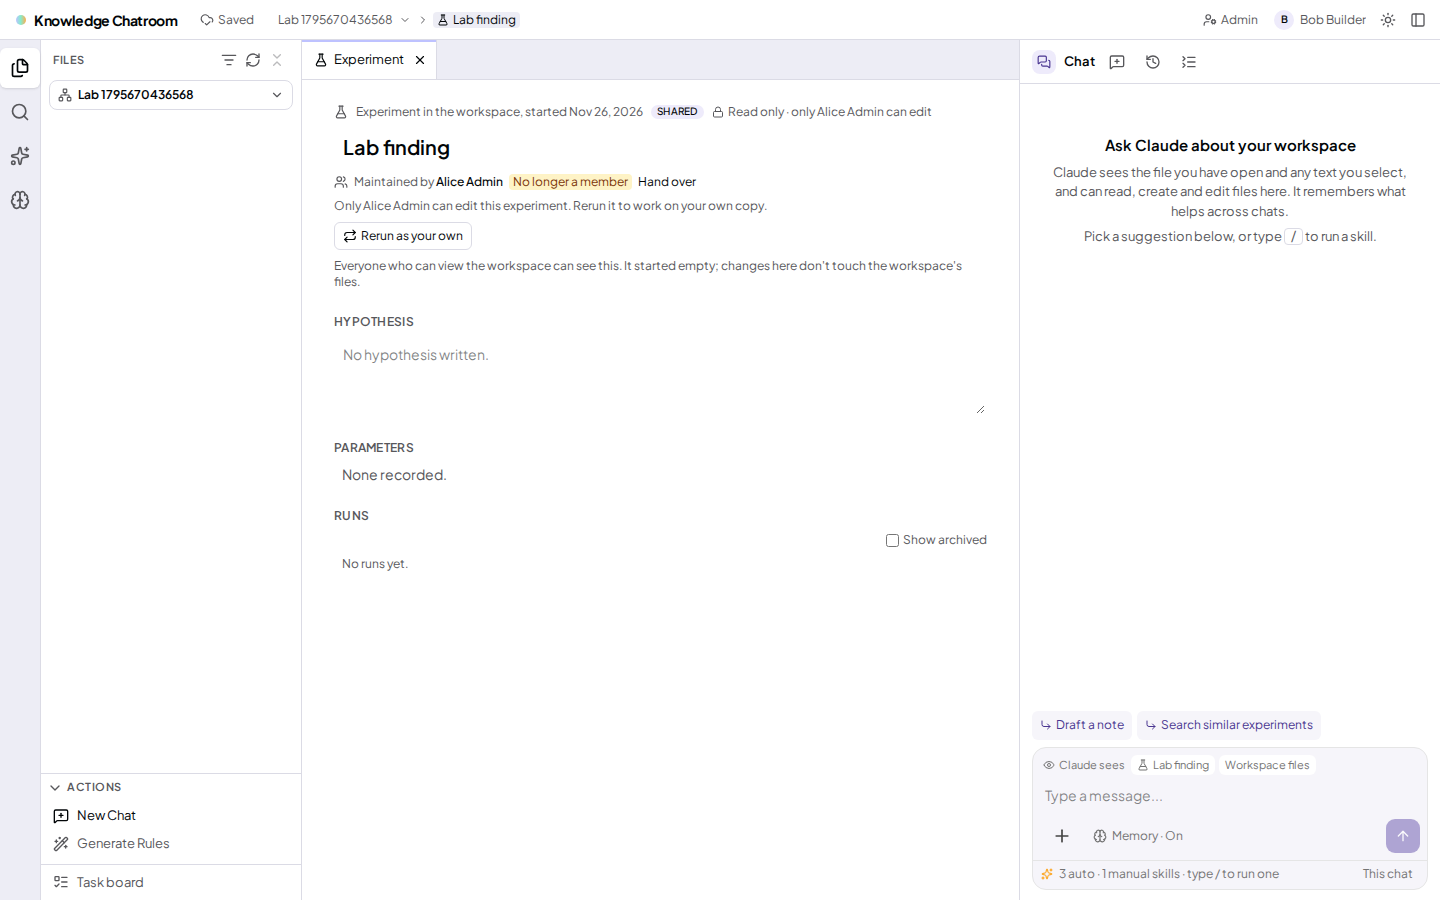 Knowledge Chatroom
Saved
Lab 1795670436568
Lab finding
Admin
B
Bob Builder
FILES
Lab 1795670436568
ACTIONS
New Chat
Generate Rules
Task board
Experiment
Experiment in the workspace, started Nov 26, 2026
SHARED
Read only · only Alice Admin can edit
Lab finding
Maintained by Alice Admin
No longer a member
Hand over
Only Alice Admin can edit this experiment. Rerun it to work on your own copy.
Rerun as your own
Everyone who can view the workspace can see this. It started empty; changes here don't touch the workspace's
files.
HYPOTHESIS
No hypothesis written.
PARAMETERS
None recorded.
RUNS
Show archived
No runs yet.
Chat
Ask Claude about your workspace
Claude sees the file you have open and any text you select,
and can read, create and edit files here. It remembers what
helps across chats.
Pick a suggestion below, or type / to run a skill.
Draft a note
Search similar experiments
Claude sees
Lab finding
Workspace files
Type a message...
Memory · On
3 auto · 1 manual skills · type / to run one
This chat